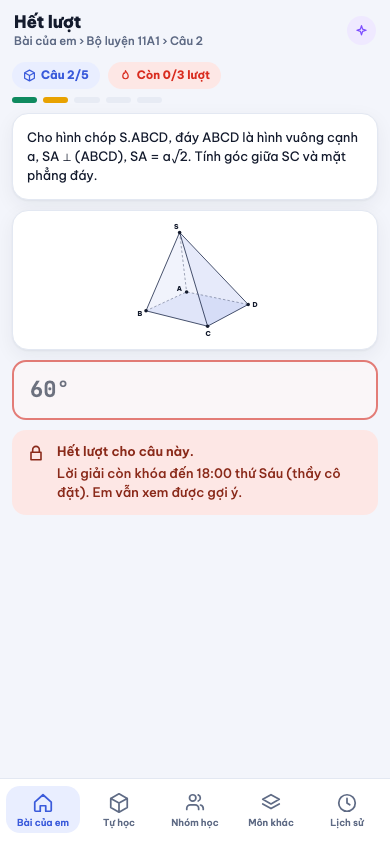 Hết lượt
Bài của em › Bộ luyện 11A1 › Câu 2
Câu 2/5
Còn 0/3 lượt
Cho hình chóp S.ABCD, đáy ABCD là hình vuông cạnh
a, SA ⊥ (ABCD), SA = a√2. Tính góc giữa SC và mặt
phẳng đáy.
S
A
D
B
C
60°
Hết lượt cho câu này.
Lời giải còn khóa đến 18:00 thứ Sáu (thầy cô
đặt). Em vẫn xem được gợi ý.
Bài của em
Tự học
Nhóm học
Môn khác
Lịch sử